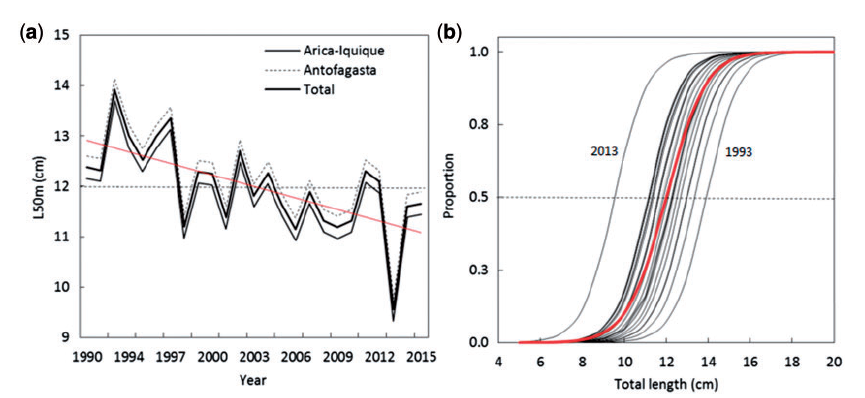 (a)
L50m (cm)
15
14
13
12
11
10
9
Arica-Iquique
Antofagasta
Total
1990 1994 1997 2000 2003 2006 2009 2012 2015
Year
(b)
Proportion
1.0
0.8
0.5
0.3
0.0
2013
1993
4 6 8 10 12 14 16 18 20
Total length (cm)